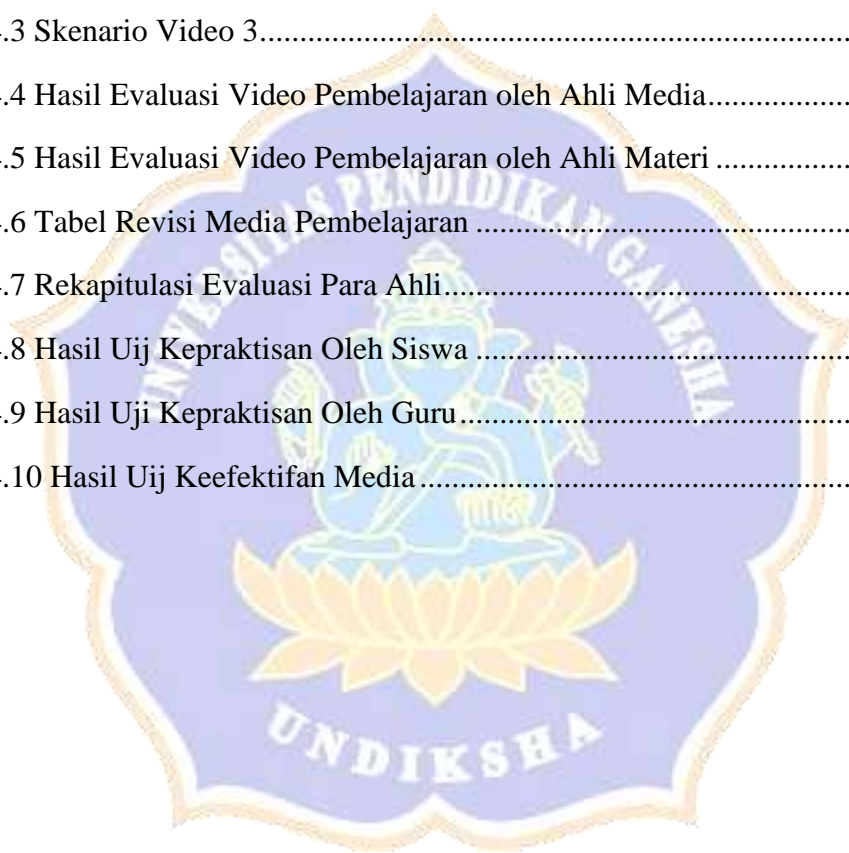 .3 Skenario Video 3
.4 Hasil Evaluasi Video Pembelajaran oleh Ahli Media
.5 Hasil Evaluasi Video Pembelajaran oleh Ahli Materi
.6 Tabel Revisi Media Pembelajaran
.7 Rekapitulasi Evaluasi Para Ahli
.8 Hasil Uij Kepraktisan Oleh Siswa
.9 Hasil Uji Kepraktisan Oleh Guru
.10 Hasil Uij Keefektifan Media
UNIVERSITAS PENDIDIKAN GANESHA
UNDIKSHA